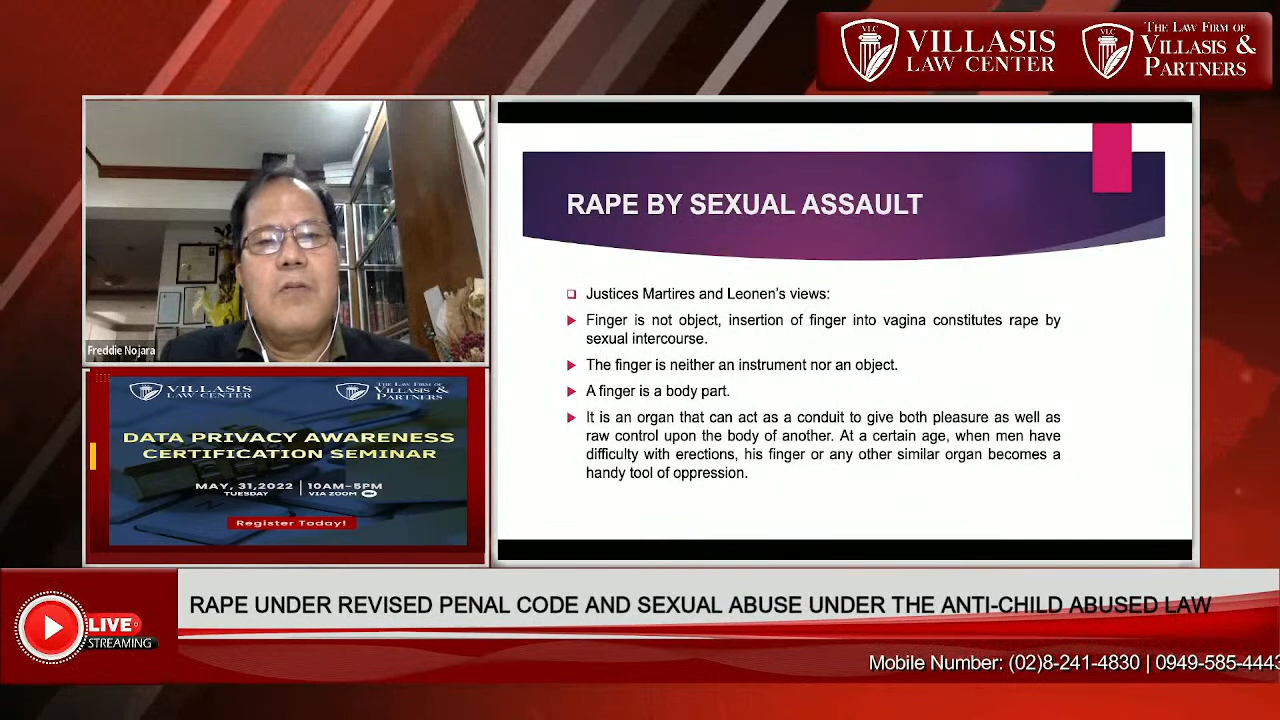 VLC
VILLASIS
LAW CENTER
VLC
THE LAW FIRM OF
VILLASIS &
PARTNERS
Freddie Nojara
VILLASIS
LAW CENTER
THE LAW FIRM OF
VILLASIS &
PARTNERS
DATA PRIVACY AWARENESS
CERTIFICATION SEMINAR
MAY, 31,2022
TUESDAY
10AM–5PM
VIA ZOOM
Register Today!
RAPE BY SEXUAL ASSAULT
Justices Martires and Leonen's views:
Finger is not object, insertion of finger into vagina constitutes rape by
sexual intercourse.
The finger is neither an instrument nor an object.
A finger is a body part.
It is an organ that can act as a conduit to give both pleasure as well as
raw control upon the body of another. At a certain age, when men have
difficulty with erections, his finger or any other similar organ becomes a
handy tool of oppression.
LIVE
STREAMING
RAPE UNDER REVISED PENAL CODE AND SEXUAL ABUSE UNDER THE ANTI-CHILD ABUSED LAW
Mobile Number: (02)8-241-4830 | 0949-585-4443